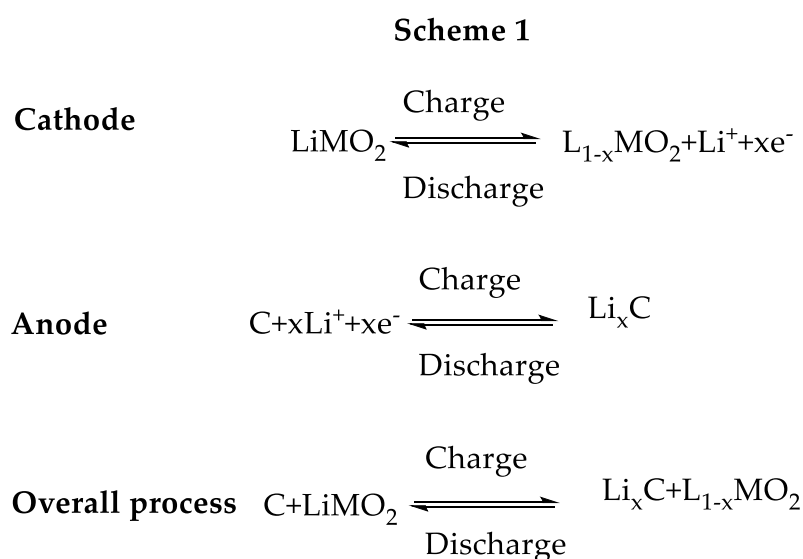 Scheme 1
Cathode
Charge
LiMO₂ ⇌ L₁₋ₓMO₂+Li⁺+xe⁻
Discharge
Charge
Anode C+xLi⁺+xe⁻ ⇌ LiₓC
Discharge
Charge
Overall process C+LiMO₂ ⇌ LiₓC+L₁₋ₓMO₂
Discharge